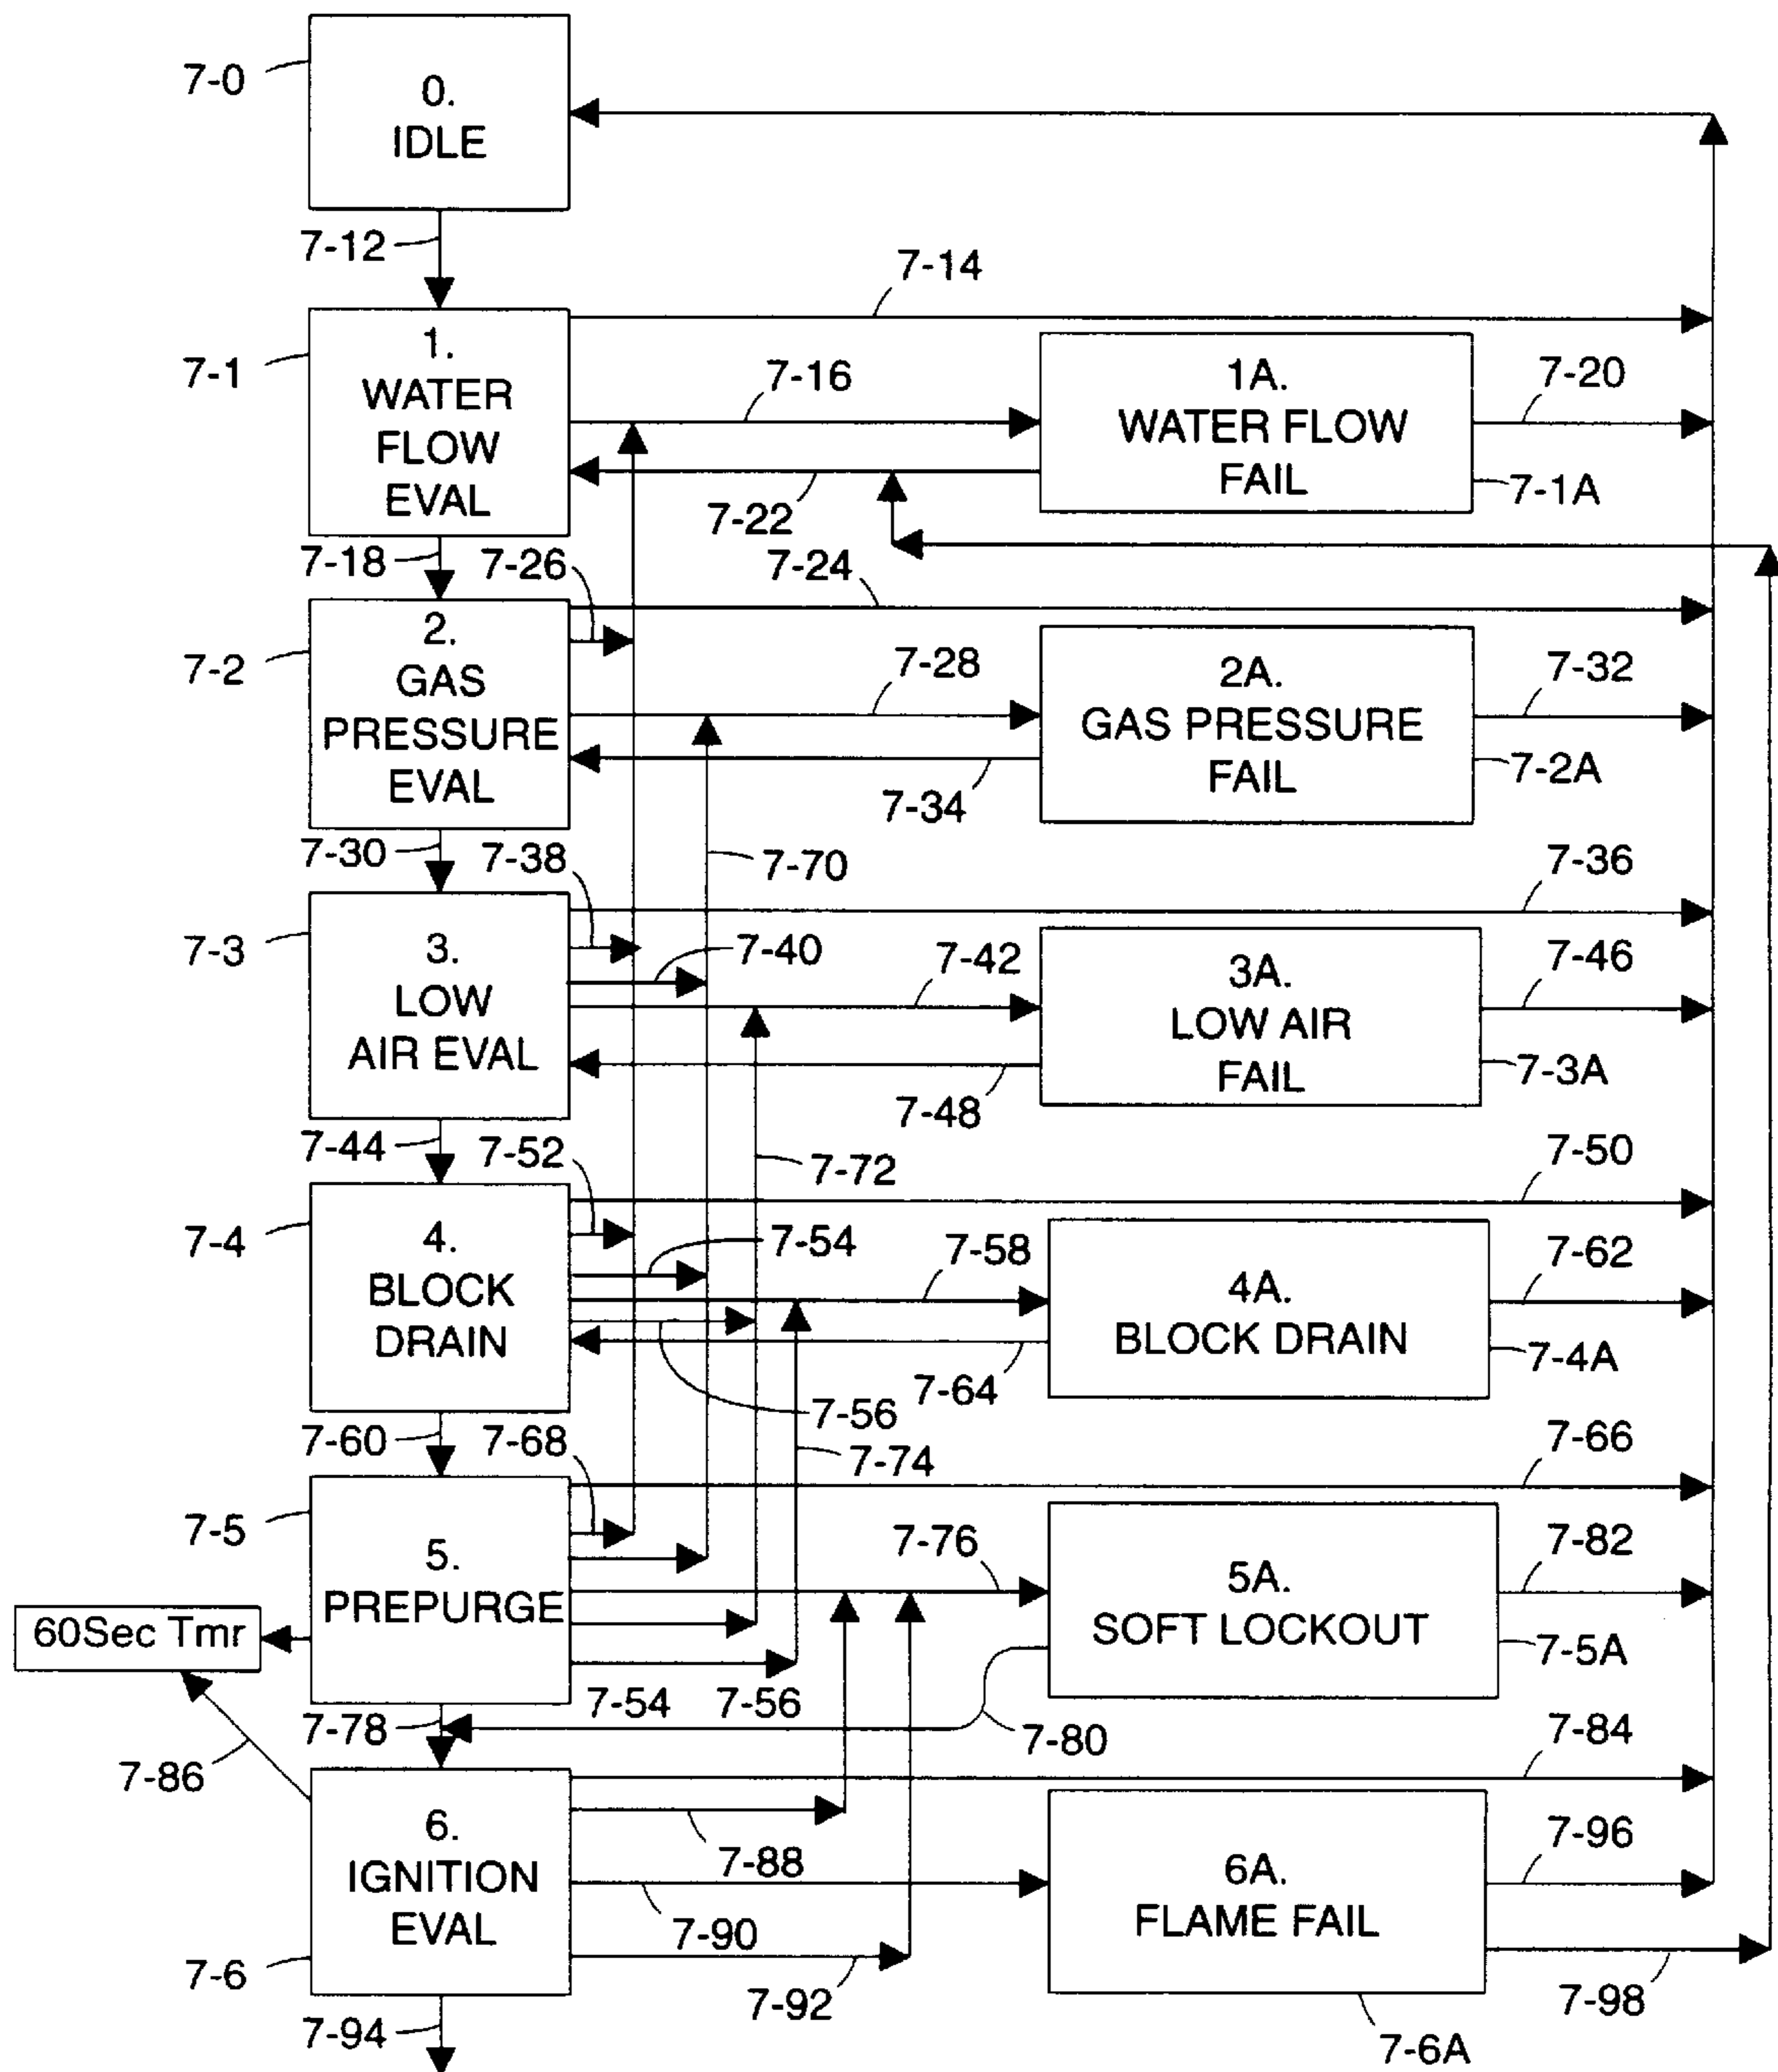 7-0
0.
IDLE
7-12
7-14
7-1
1.
WATER
FLOW
EVAL
7-16
1A.
WATER FLOW
FAIL
7-20
7-1A
7-22
7-18
7-26
7-24
7-2
2.
GAS
PRESSURE
EVAL
7-28
2A.
GAS PRESSURE
FAIL
7-32
7-2A
7-34
7-30
7-38
7-70
7-36
7-3
3.
LOW
AIR EVAL
7-40
7-42
3A.
LOW AIR
FAIL
7-46
7-3A
7-48
7-44
7-52
7-72
7-50
7-4
4.
BLOCK
DRAIN
7-54
7-58
4A.
BLOCK DRAIN
7-62
7-4A
7-64
7-56
7-60
7-68
7-74
7-66
7-5
5.
PREPURGE
7-76
5A.
SOFT LOCKOUT
7-82
7-5A
60Sec Tmr
7-54
7-56
7-78
7-80
7-84
7-86
6.
IGNITION
EVAL
7-88
6A.
FLAME FAIL
7-96
7-90
7-6
7-92
7-98
7-94
7-6A